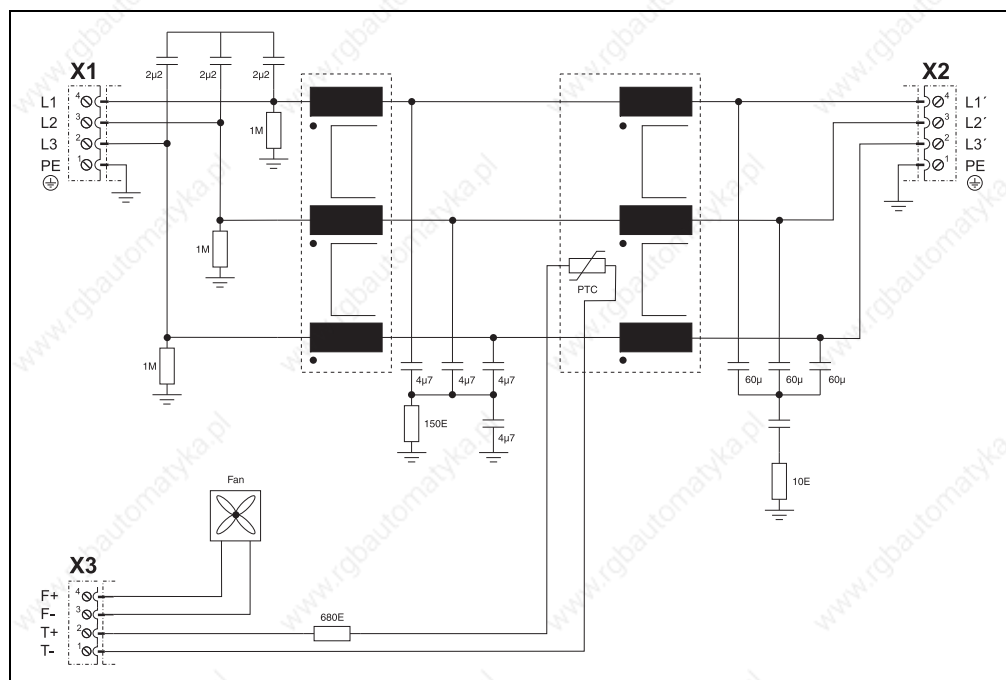 2µ2 2µ2 2µ2
X1
X2
4 L1
3 L2
2 L3
1 PE
1M
1M
1M
4 L1´
3 L2´
2 L3´
1 PE
PTC
4µ7 4µ7 4µ7
150E
4µ7
60µ 60µ 60µ
10E
Fan
X3
F+ 4
F- 3
T+ 2
T- 1
680E
www.rgbautomatyka.pl